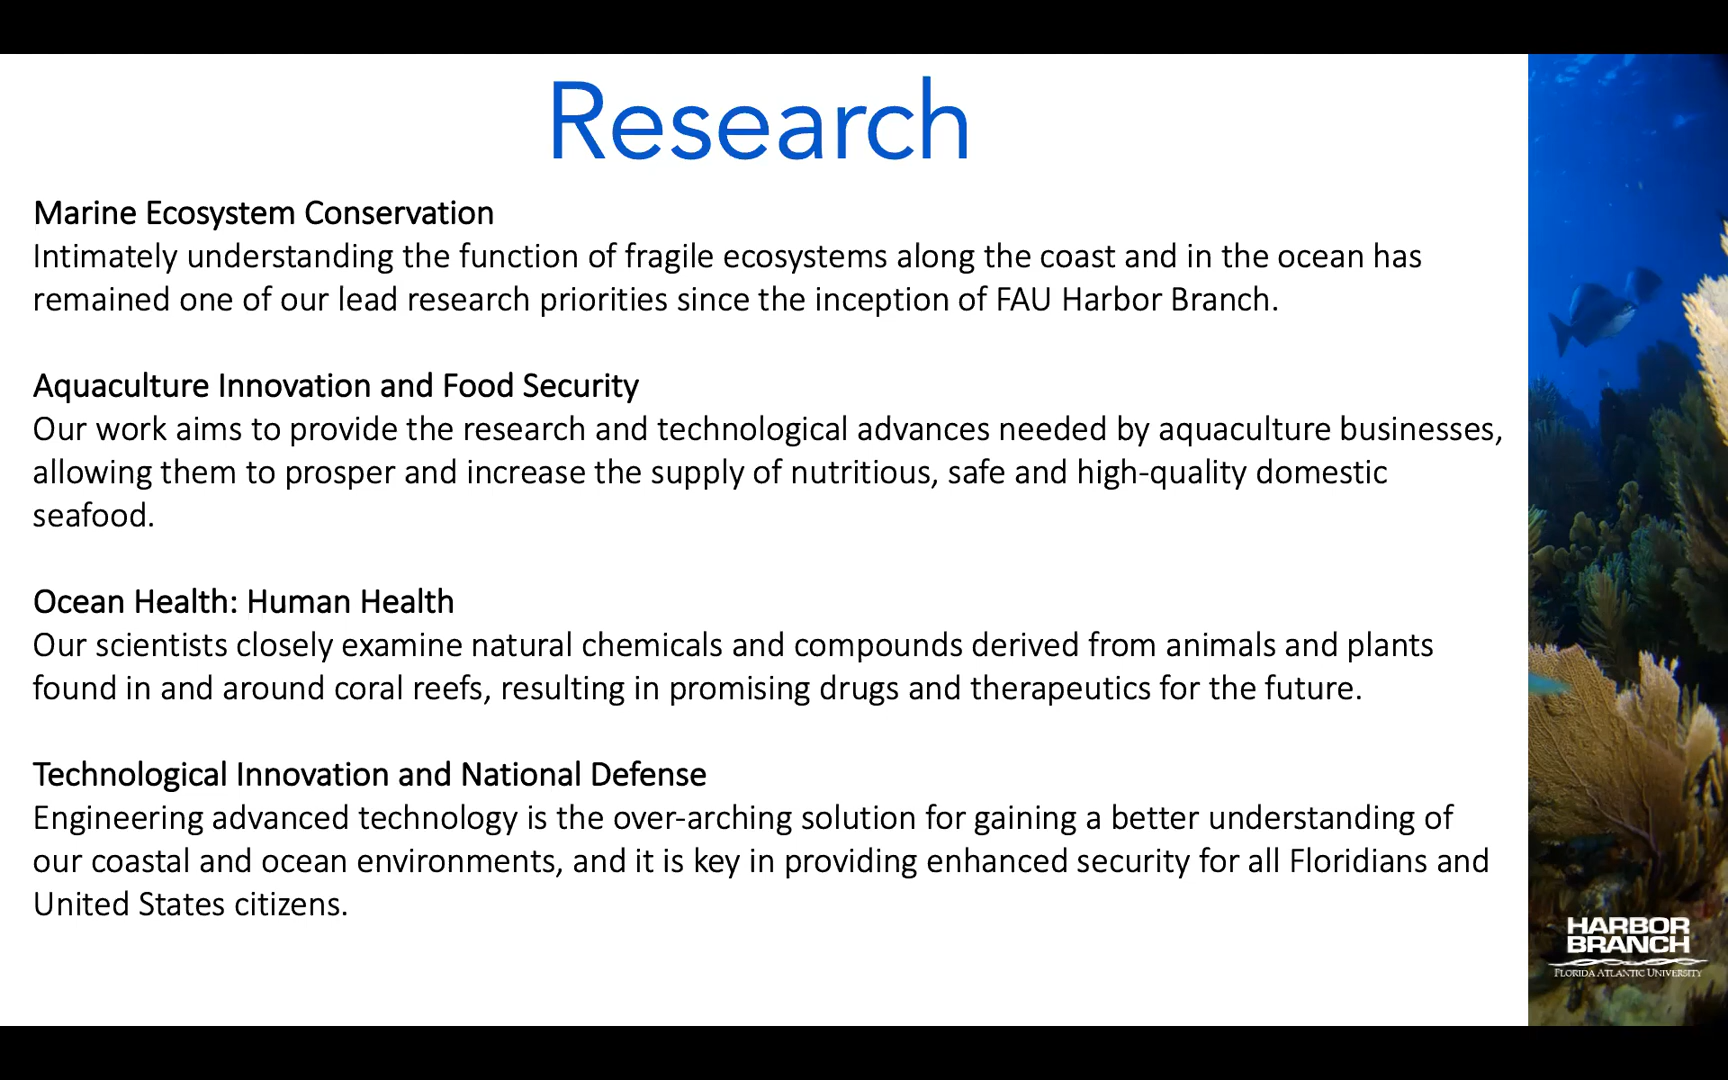 Research
Marine Ecosystem Conservation
Intimately understanding the function of fragile ecosystems along the coast and in the ocean has
remained one of our lead research priorities since the inception of FAU Harbor Branch.
Aquaculture Innovation and Food Security
Our work aims to provide the research and technological advances needed by aquaculture businesses,
allowing them to prosper and increase the supply of nutritious, safe and high-quality domestic
seafood.
Ocean Health: Human Health
Our scientists closely examine natural chemicals and compounds derived from animals and plants
found in and around coral reefs, resulting in promising drugs and therapeutics for the future.
Technological Innovation and National Defense
Engineering advanced technology is the over-arching solution for gaining a better understanding of
our coastal and ocean environments, and it is key in providing enhanced security for all Floridians and
United States citizens.
HARBOR
BRANCH
FLORIDA ATLANTIC UNIVERSITY